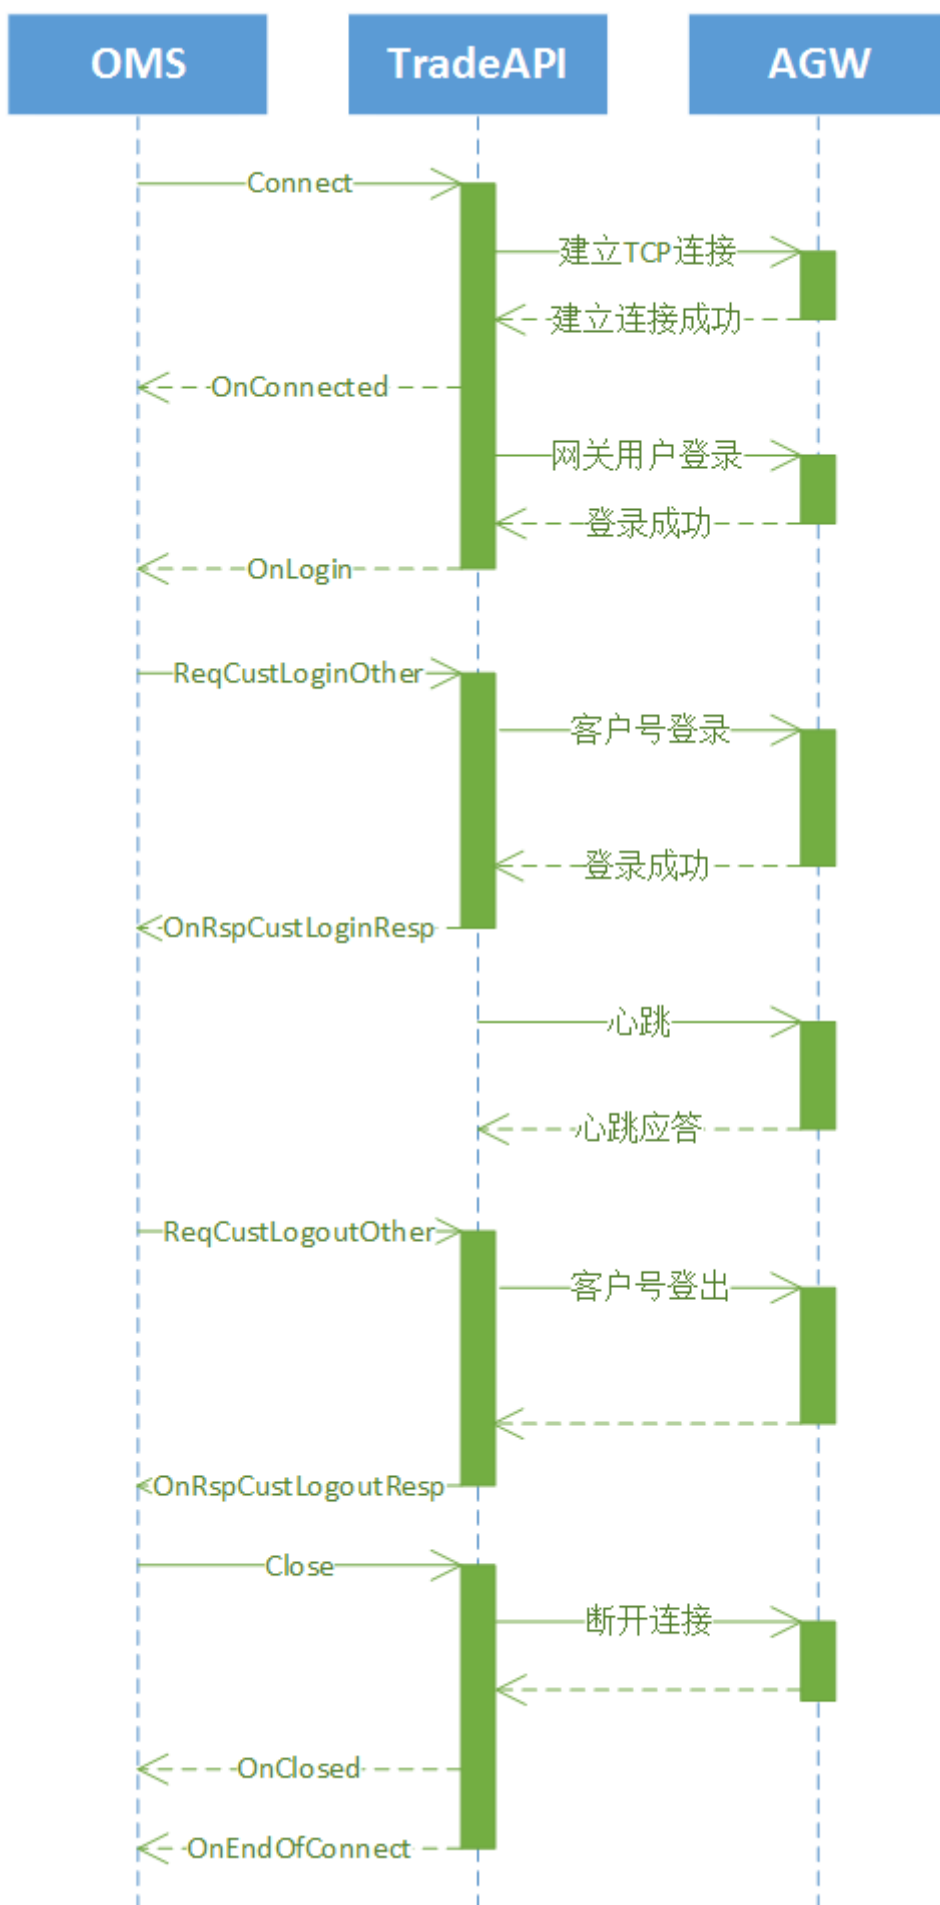 OMS
TradeAPI
AGW
Connect
建立TCP连接
建立连接成功
OnConnected
网关用户登录
登录成功
OnLogin
ReqCustLoginOther
客户号登录
登录成功
OnRspCustLoginResp
心跳
心跳应答
ReqCustLogoutOther
客户号登出
OnRspCustLogoutResp
Close
断开连接
OnClosed
OnEndOfConnect